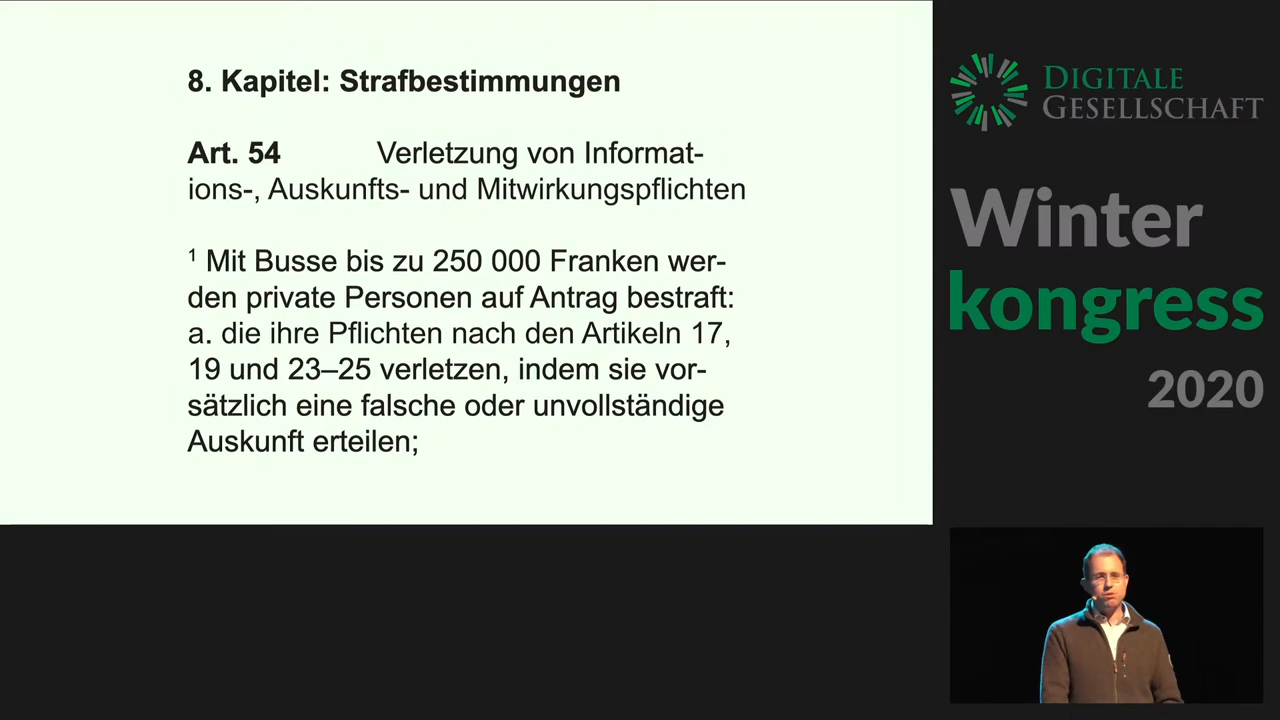 8. Kapitel: Strafbestimmungen
Art. 54 Verletzung von Informat-
ions-, Auskunfts- und Mitwirkungspflichten
¹ Mit Busse bis zu 250 000 Franken wer-
den private Personen auf Antrag bestraft:
a. die ihre Pflichten nach den Artikeln 17,
19 und 23–25 verletzen, indem sie vor-
sätzlich eine falsche oder unvollständige
Auskunft erteilen;
DIGITALE
GESELLSCHAFT
Winter
kongress
2020